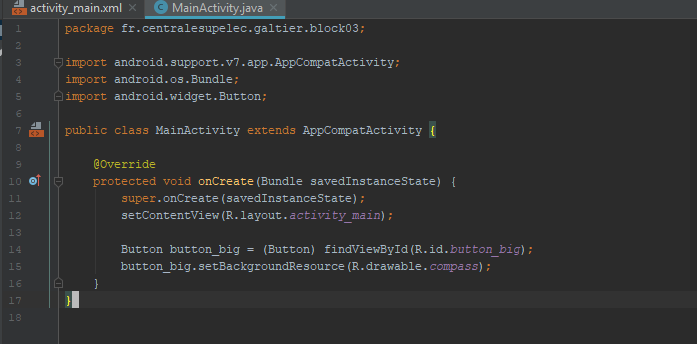 activity_main.xml × MainActivity.java ×
1 package fr.centralesupelec.galtier.block03;
2
3 import android.support.v7.app.AppCompatActivity;
4 import android.os.Bundle;
5 import android.widget.Button;
6
7 public class MainActivity extends AppCompatActivity {
8
9 @Override
10 protected void onCreate(Bundle savedInstanceState) {
11 super.onCreate(savedInstanceState);
12 setContentView(R.layout.activity_main);
13
14 Button button_big = (Button) findViewById(R.id.button_big);
15 button_big.setBackgroundResource(R.drawable.compass);
16 }
17 }
18